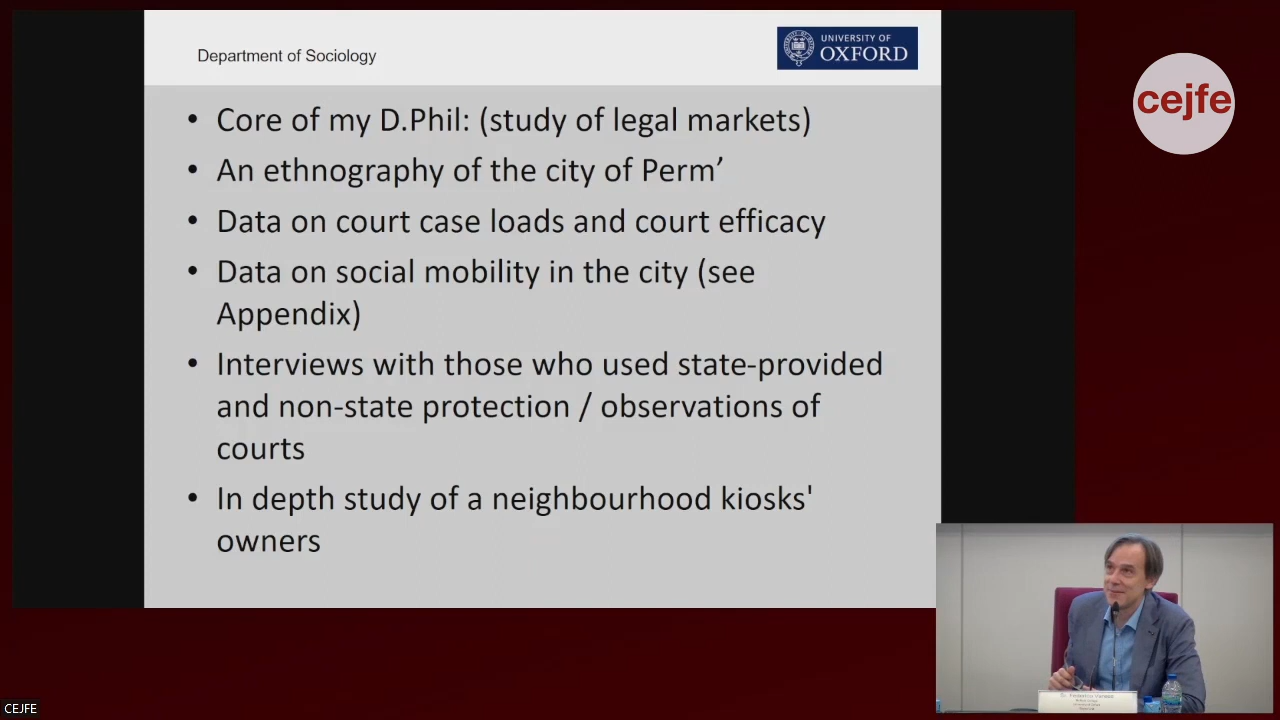 Department of Sociology
UNIVERSITY OF
OXFORD
cejfe
• Core of my D.Phil: (study of legal markets)
• An ethnography of the city of Perm’
• Data on court case loads and court efficacy
• Data on social mobility in the city (see
Appendix)
• Interviews with those who used state-provided
and non-state protection / observations of
courts
• In depth study of a neighbourhood kiosks'
owners
CEJFE